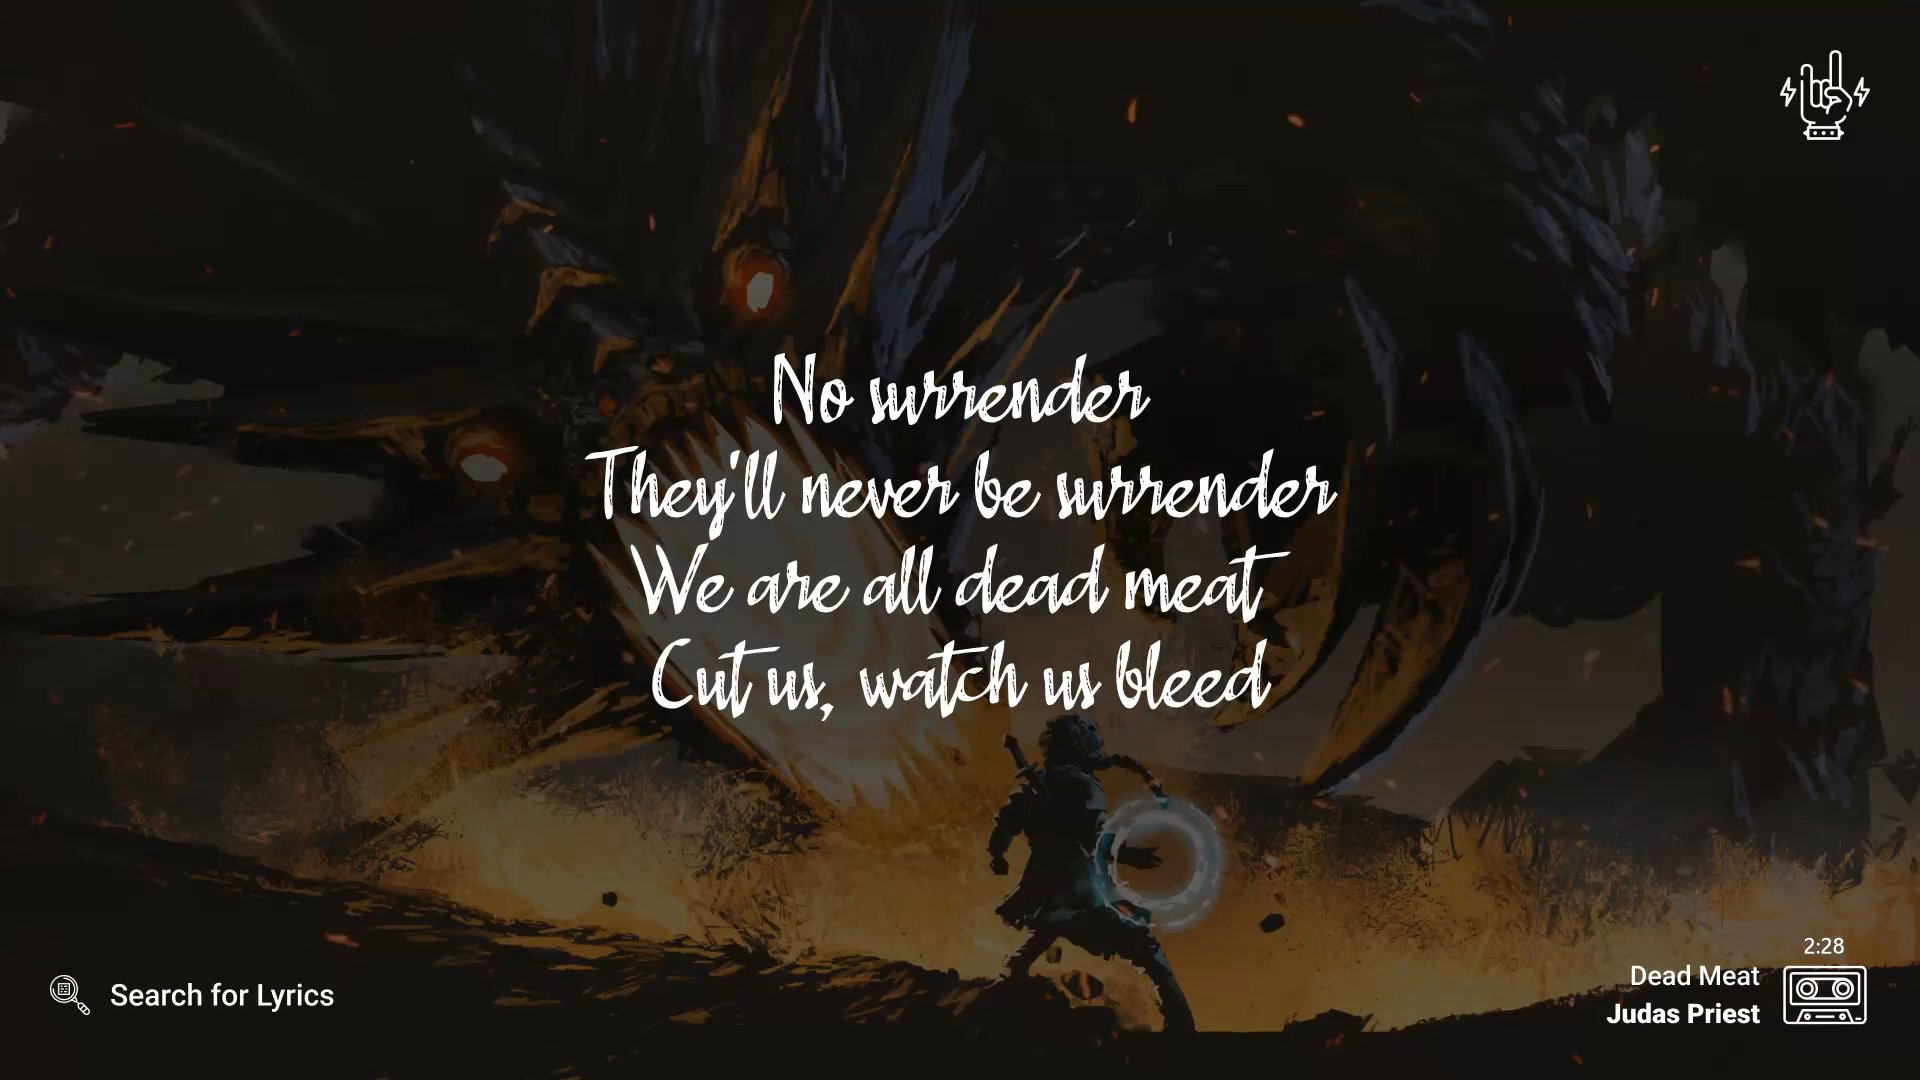 No surrender
They'll never be surrender
We are all dead meat
Cut us, watch us bleed
Search for Lyrics
2:28
Dead Meat
Judas Priest